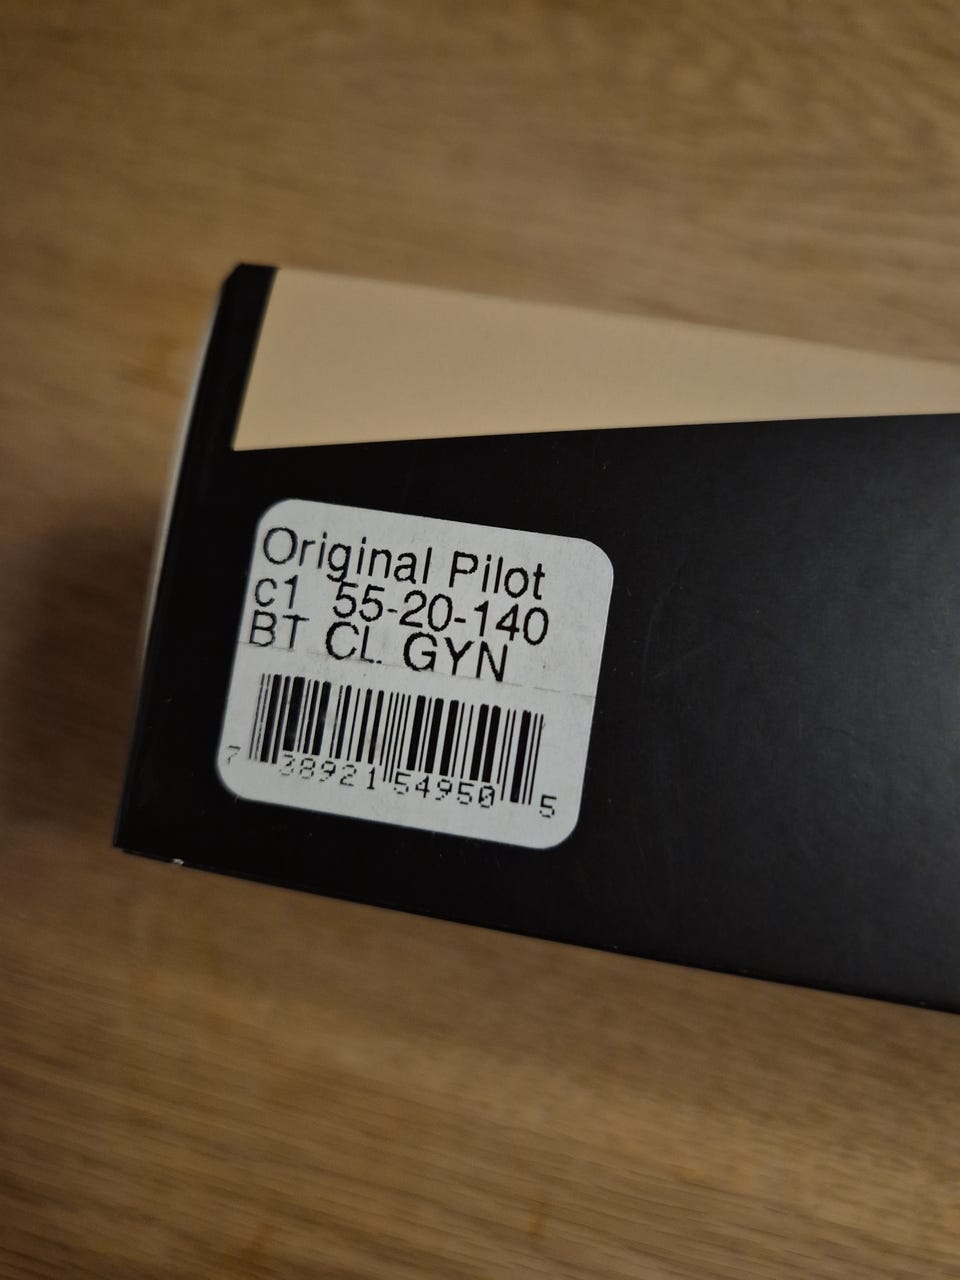 Original Pilot
c1 55-20-140
BT CL. GYN
7 38921 54950 5